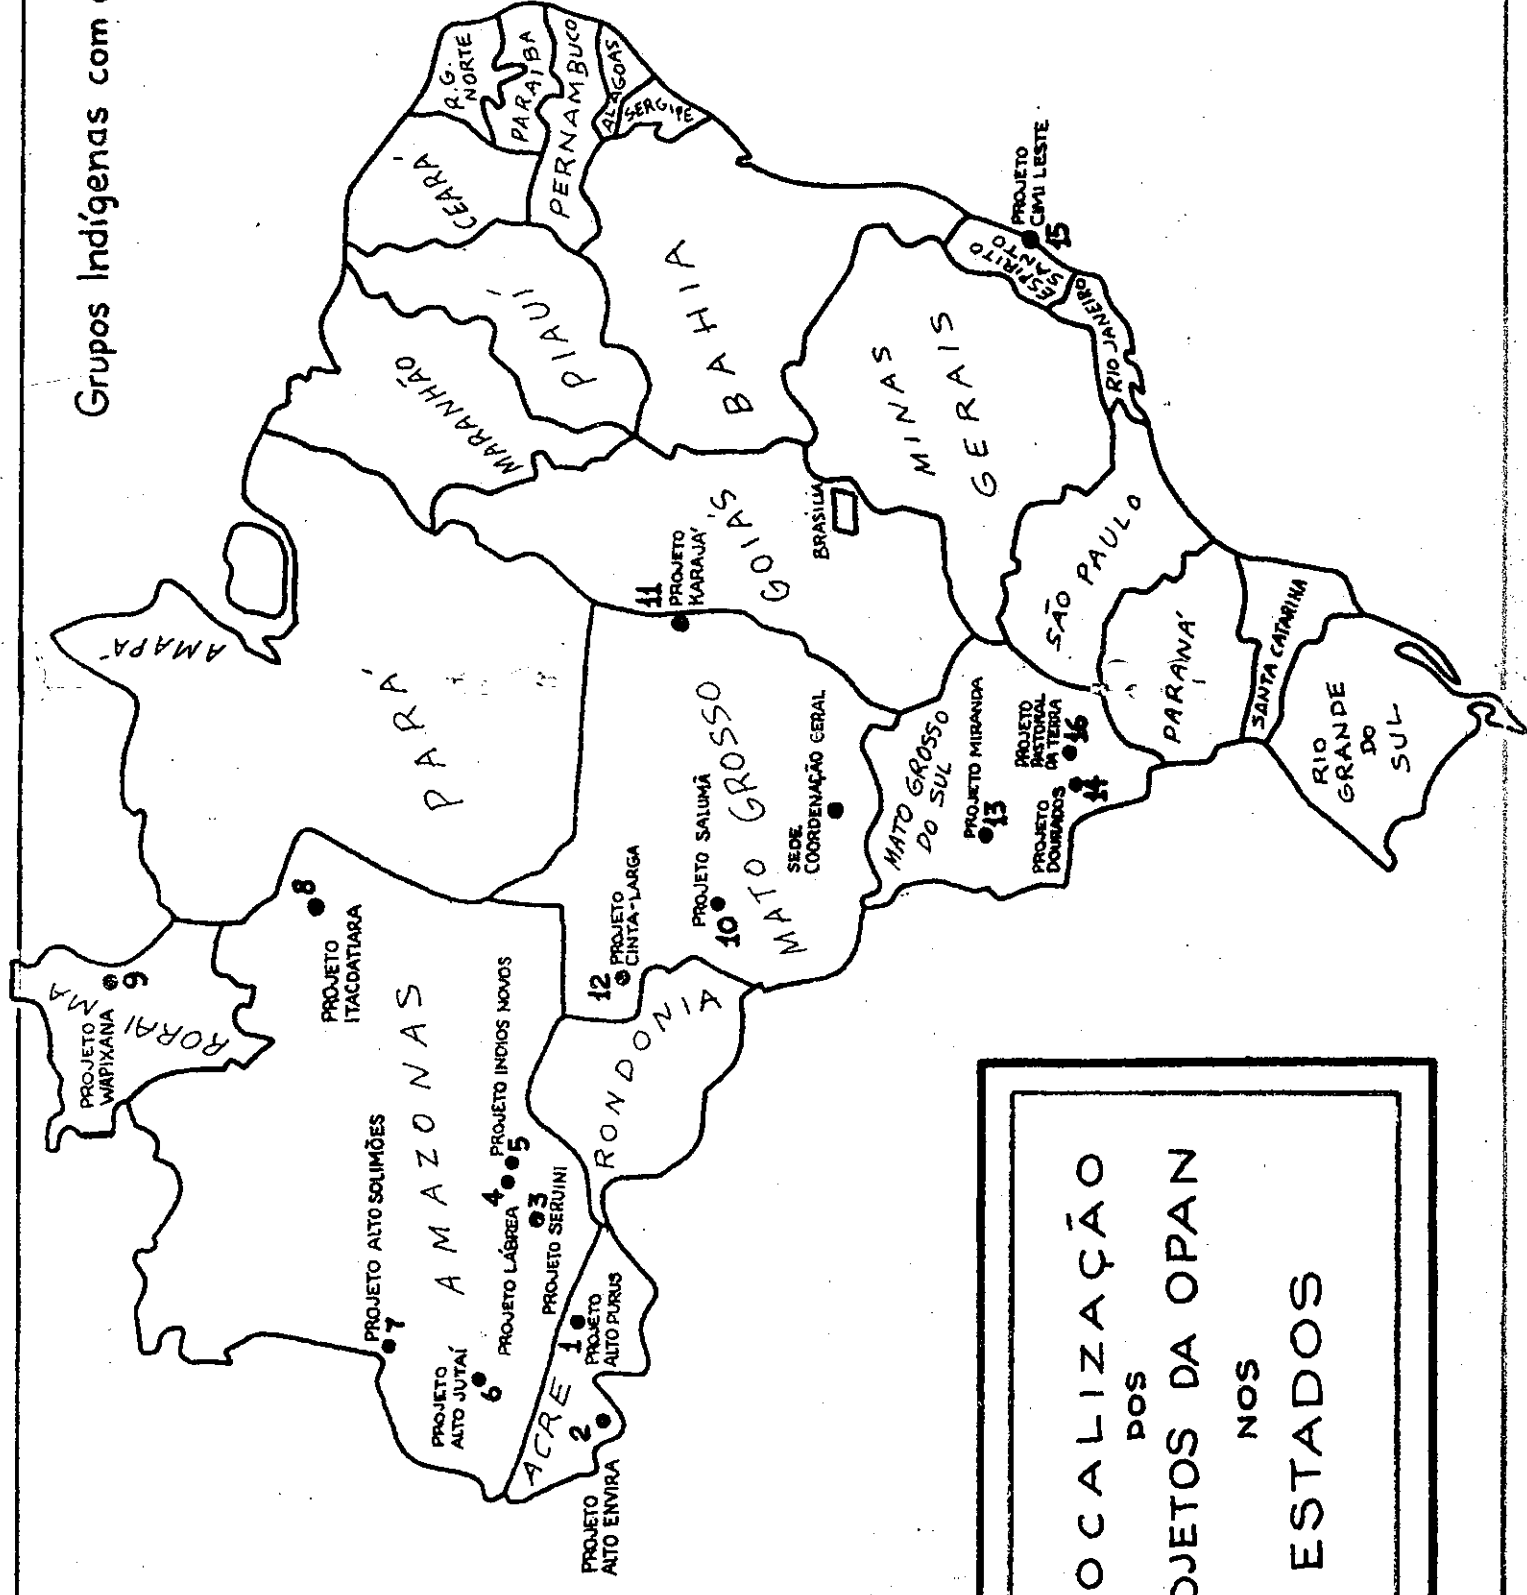 Grupos Indígenas com
R.G.
NORTE
PARAIBA
PERNAMBUCO
ALAGOAS
SERGIPE
CEARÁ
PIAUÍ
MARANHÃO
BAHIA
MINAS
GERAIS
ESPIRITO
SANTO
RIO JANEIRO
PROJETO
CIMI LESTE
15
AMAPÁ
PARÁ
GOIÁS
BRASILIA
11
PROJETO
KARAJÁ
SÃO PAULO
PARANÁ
SANTA CATARINA
RIO
GRANDE
DO
SUL
MATO GROSSO
PROJETO SALUMÃ
10
SEDE
COORDENAÇÃO GERAL
MATO GROSSO
DO SUL
PROJETO MIRANDA
13
PROJETO
PASTORAL
DA TERRA
16
PROJETO
DOURADOS
14
12
PROJETO
CINTA-LARGA
RONDONIA
RORAIMA
PROJETO
WAPIXANA
9
8
PROJETO
ITACOATIARA
AMAZONAS
PROJETO ALTO SOLIMÕES
7
PROJETO INDIOS NOVOS
5
4
PROJETO LÁBREA
3
PROJETO SERUINI
PROJETO
ALTO JUTAÍ
6
ACRE
1
PROJETO
ALTO PURUS
2
PROJETO
ALTO ENVIRA
OCALIZAÇÃO
DOS
OJETOS DA OPAN
NOS
ESTADOS